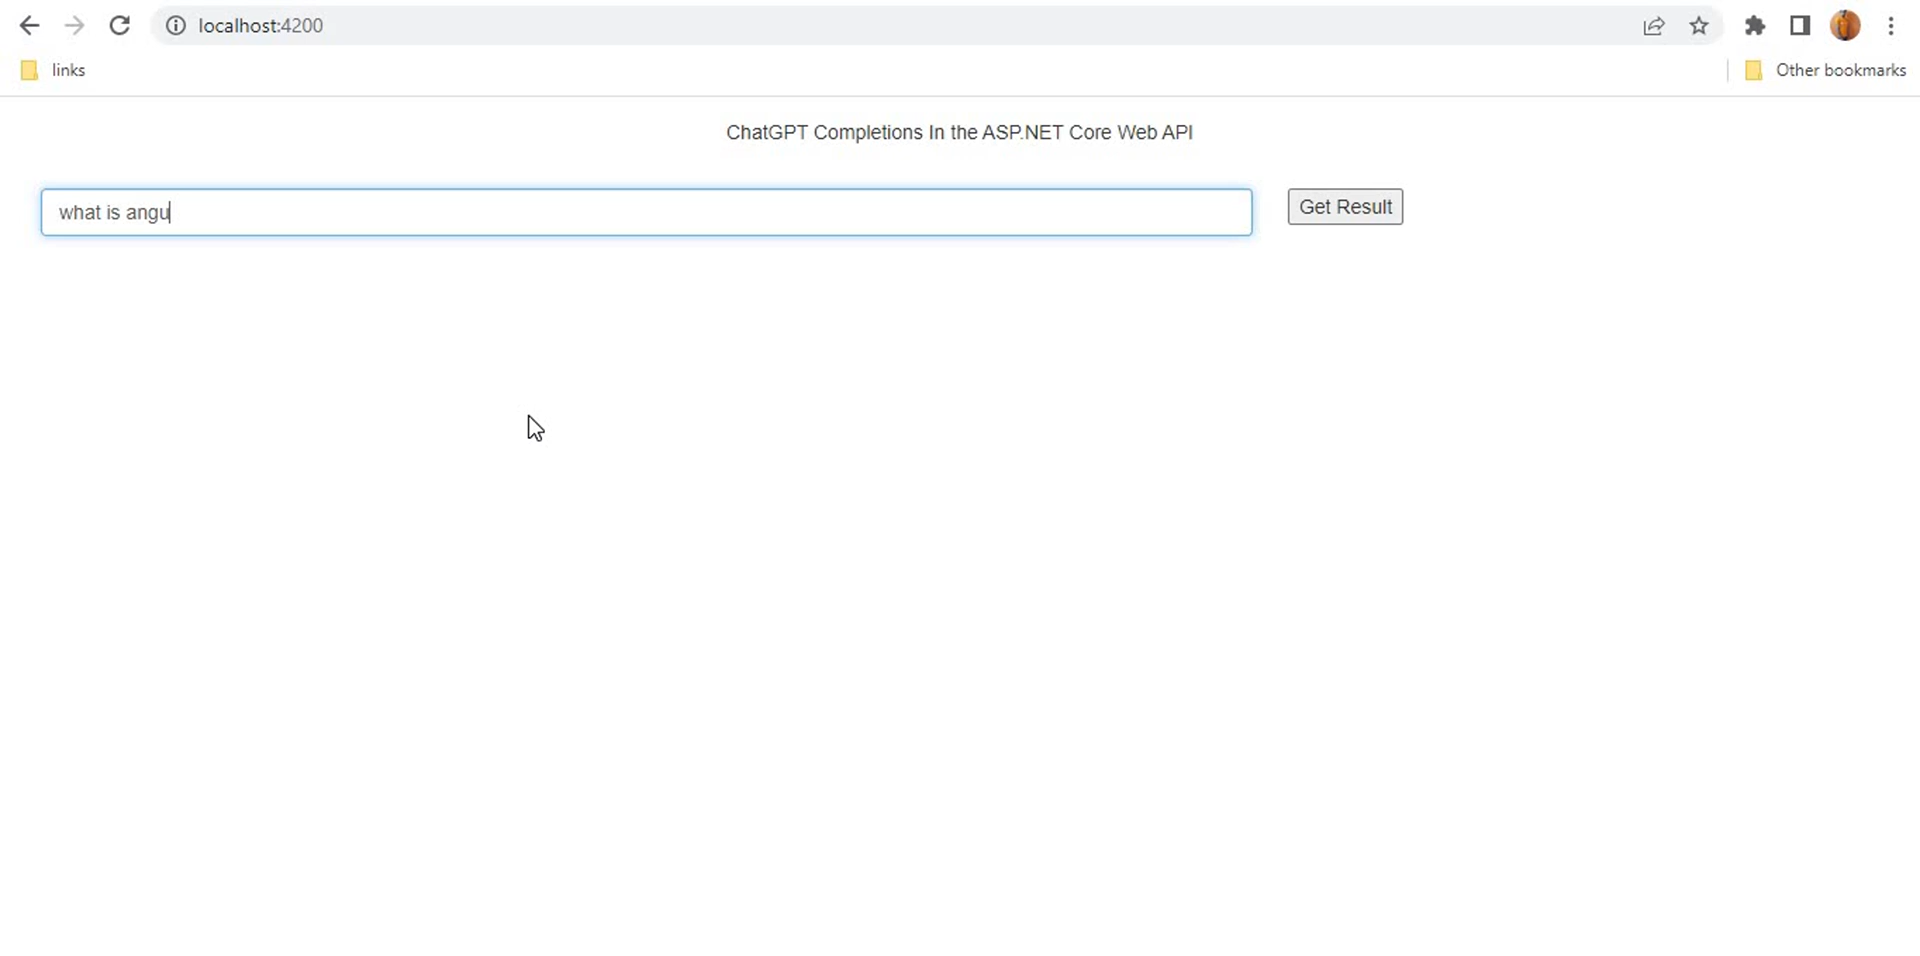 localhost:4200
links
Other bookmarks
ChatGPT Completions In the ASP.NET Core Web API
what is angu
Get Result